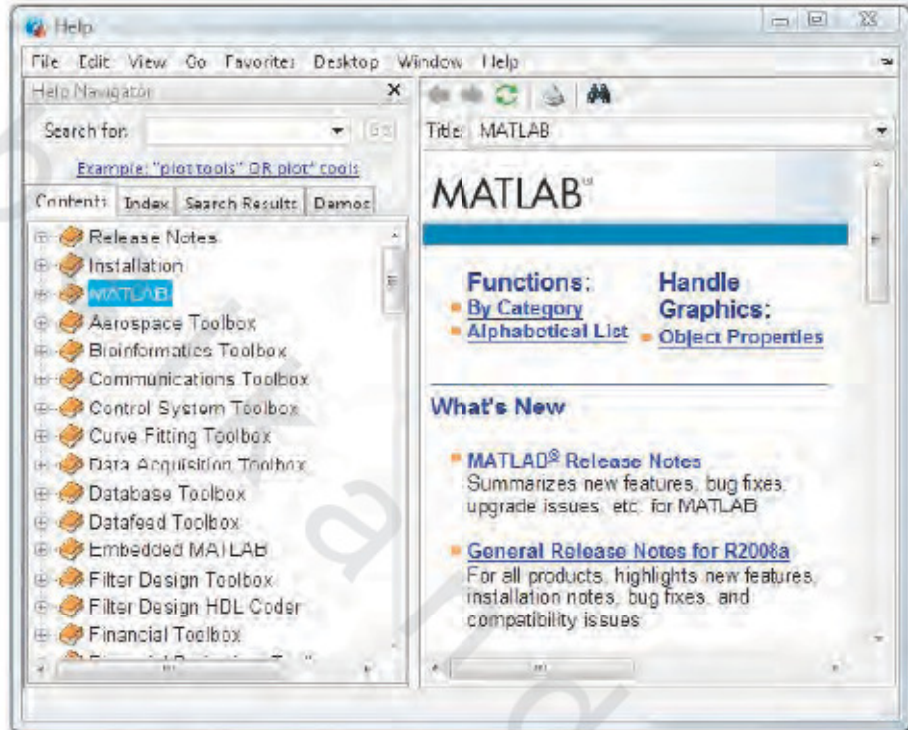 Help
File Edit View Go Favorites Desktop Window Help
Help Navigator
Search for:
Go
Example: "plot tools" OR plot* tools
Contents Index Search Results Demos
Release Notes
Installation
MATLAB
Aerospace Toolbox
Bioinformatics Toolbox
Communications Toolbox
Control System Toolbox
Curve Fitting Toolbox
Data Acquisition Toolbox
Database Toolbox
Datafeed Toolbox
Embedded MATLAB
Filter Design Toolbox
Filter Design HDL Coder
Financial Toolbox
Title: MATLAB
MATLAB™
Functions:
By Category
Alphabetical List
Handle
Graphics:
Object Properties
What's New
MATLAB® Release Notes
Summarizes new features, bug fixes,
upgrade issues, etc. for MATLAB
General Release Notes for R2008a
For all products, highlights new features,
installation notes, bug fixes, and
compatibility issues